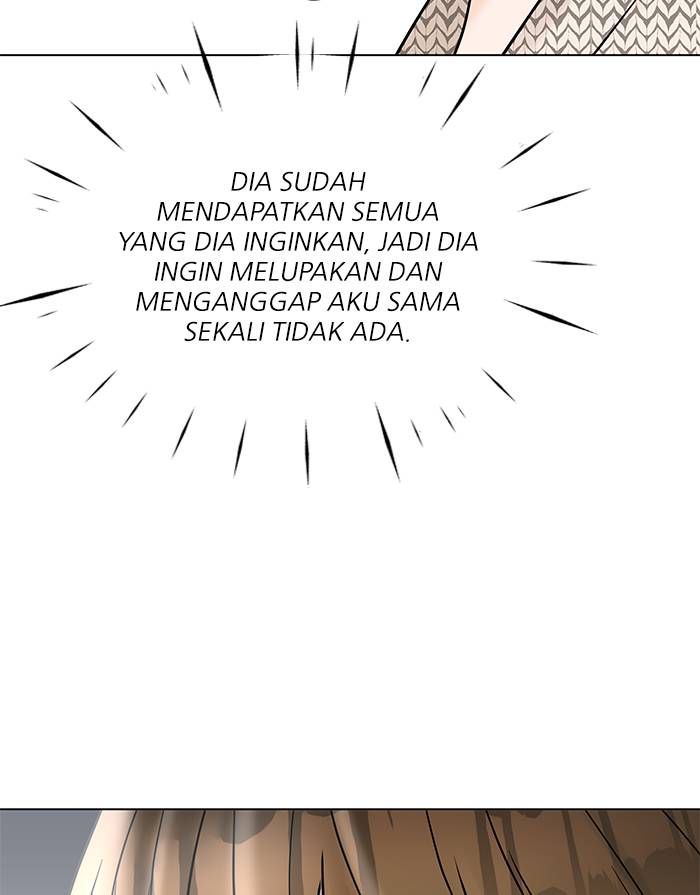 DIA SUDAH
MENDAPATKAN SEMUA
YANG DIA INGINKAN, JADI DIA
INGIN MELUPAKAN DAN
MENGANGGAP AKU SAMA
SEKALI TIDAK ADA.